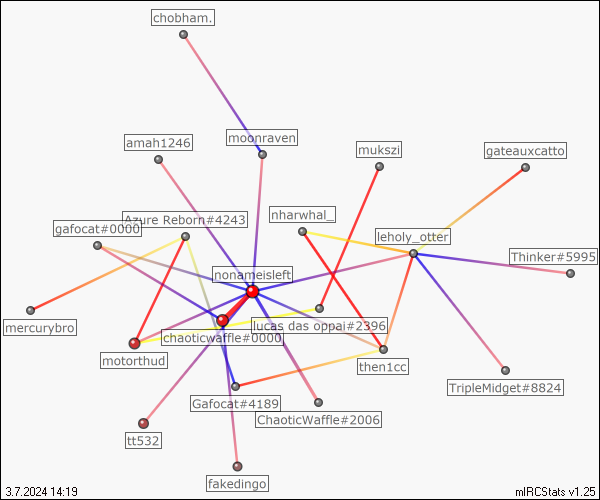 chobham.
moonraven
amah1246
mukszi
gateauxcatto
Azure Reborn#4243
gafocat#0000
nharwhal_
leholy_otter
Thinker#5995
nonameisleft
mercurybro
lucas das oppai#2396
chaoticwaffle#0000
motorthud
then1cc
TripleMidget#8824
Gafocat#4189
ChaoticWaffle#2006
tt532
fakedingo
3.7.2024 14:19
mIRCStats v1.25